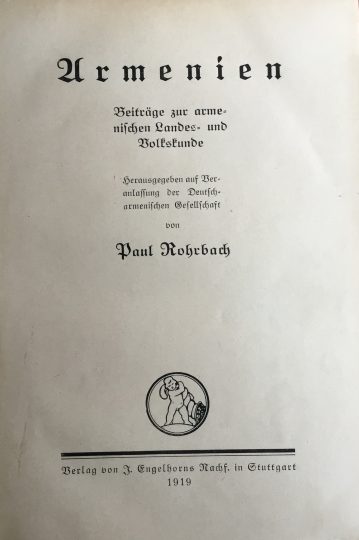 Armenien
Beiträge zur arme-
nischen Landes- und
Volkskunde
Herausgegeben auf Ver-
anlassung der Deutsch-
armenischen Gesellschaft
von
Paul Rohrbach
Verlag von J. Engelhorns Nachf. in Stuttgart
1919